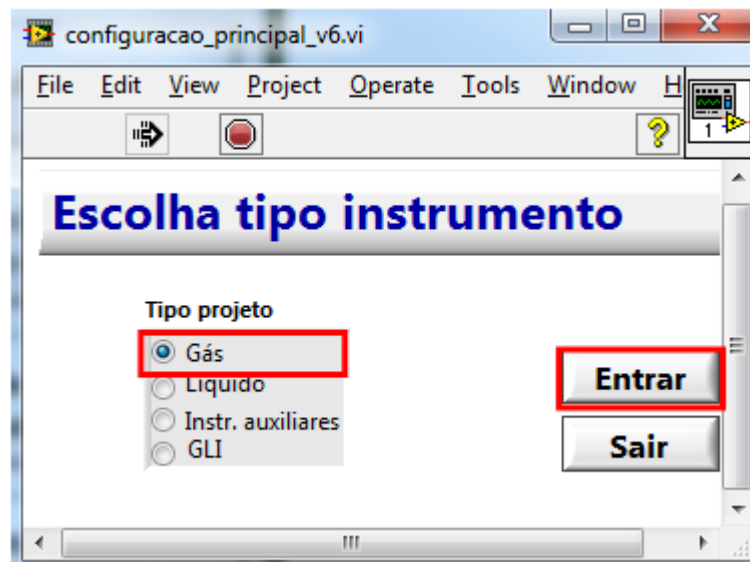 configuracao_principal_v6.vi
File Edit View Project Operate Tools Window H
1
Escolha tipo instrumento
Tipo projeto
Gás
Liquido
Instr. auxiliares
GLI
Entrar
Sair